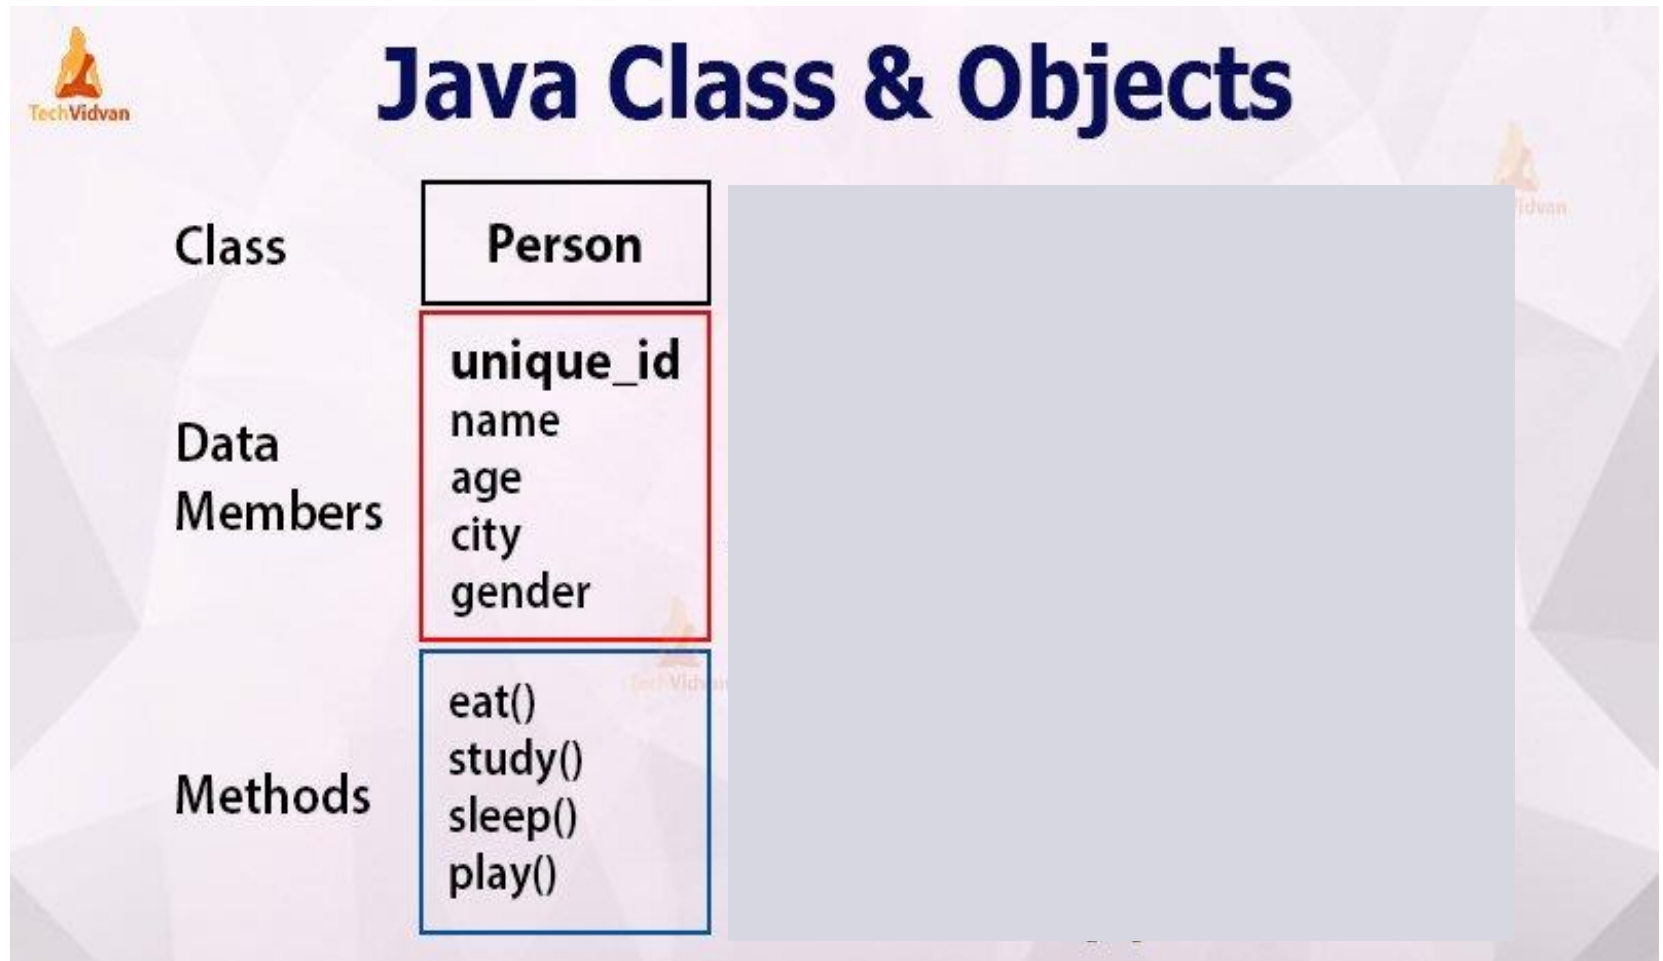 TechVidvan
Java Class & Objects
Class
Person
Data
Members
unique_id
name
age
city
gender
Methods
eat()
study()
sleep()
play()